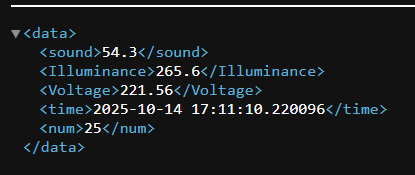 <data>
<sound>54.3</sound>
<Illuminance>265.6</Illuminance>
<Voltage>221.56</Voltage>
<time>2025-10-14 17:11:10.220096</time>
<num>25</num>
</data>